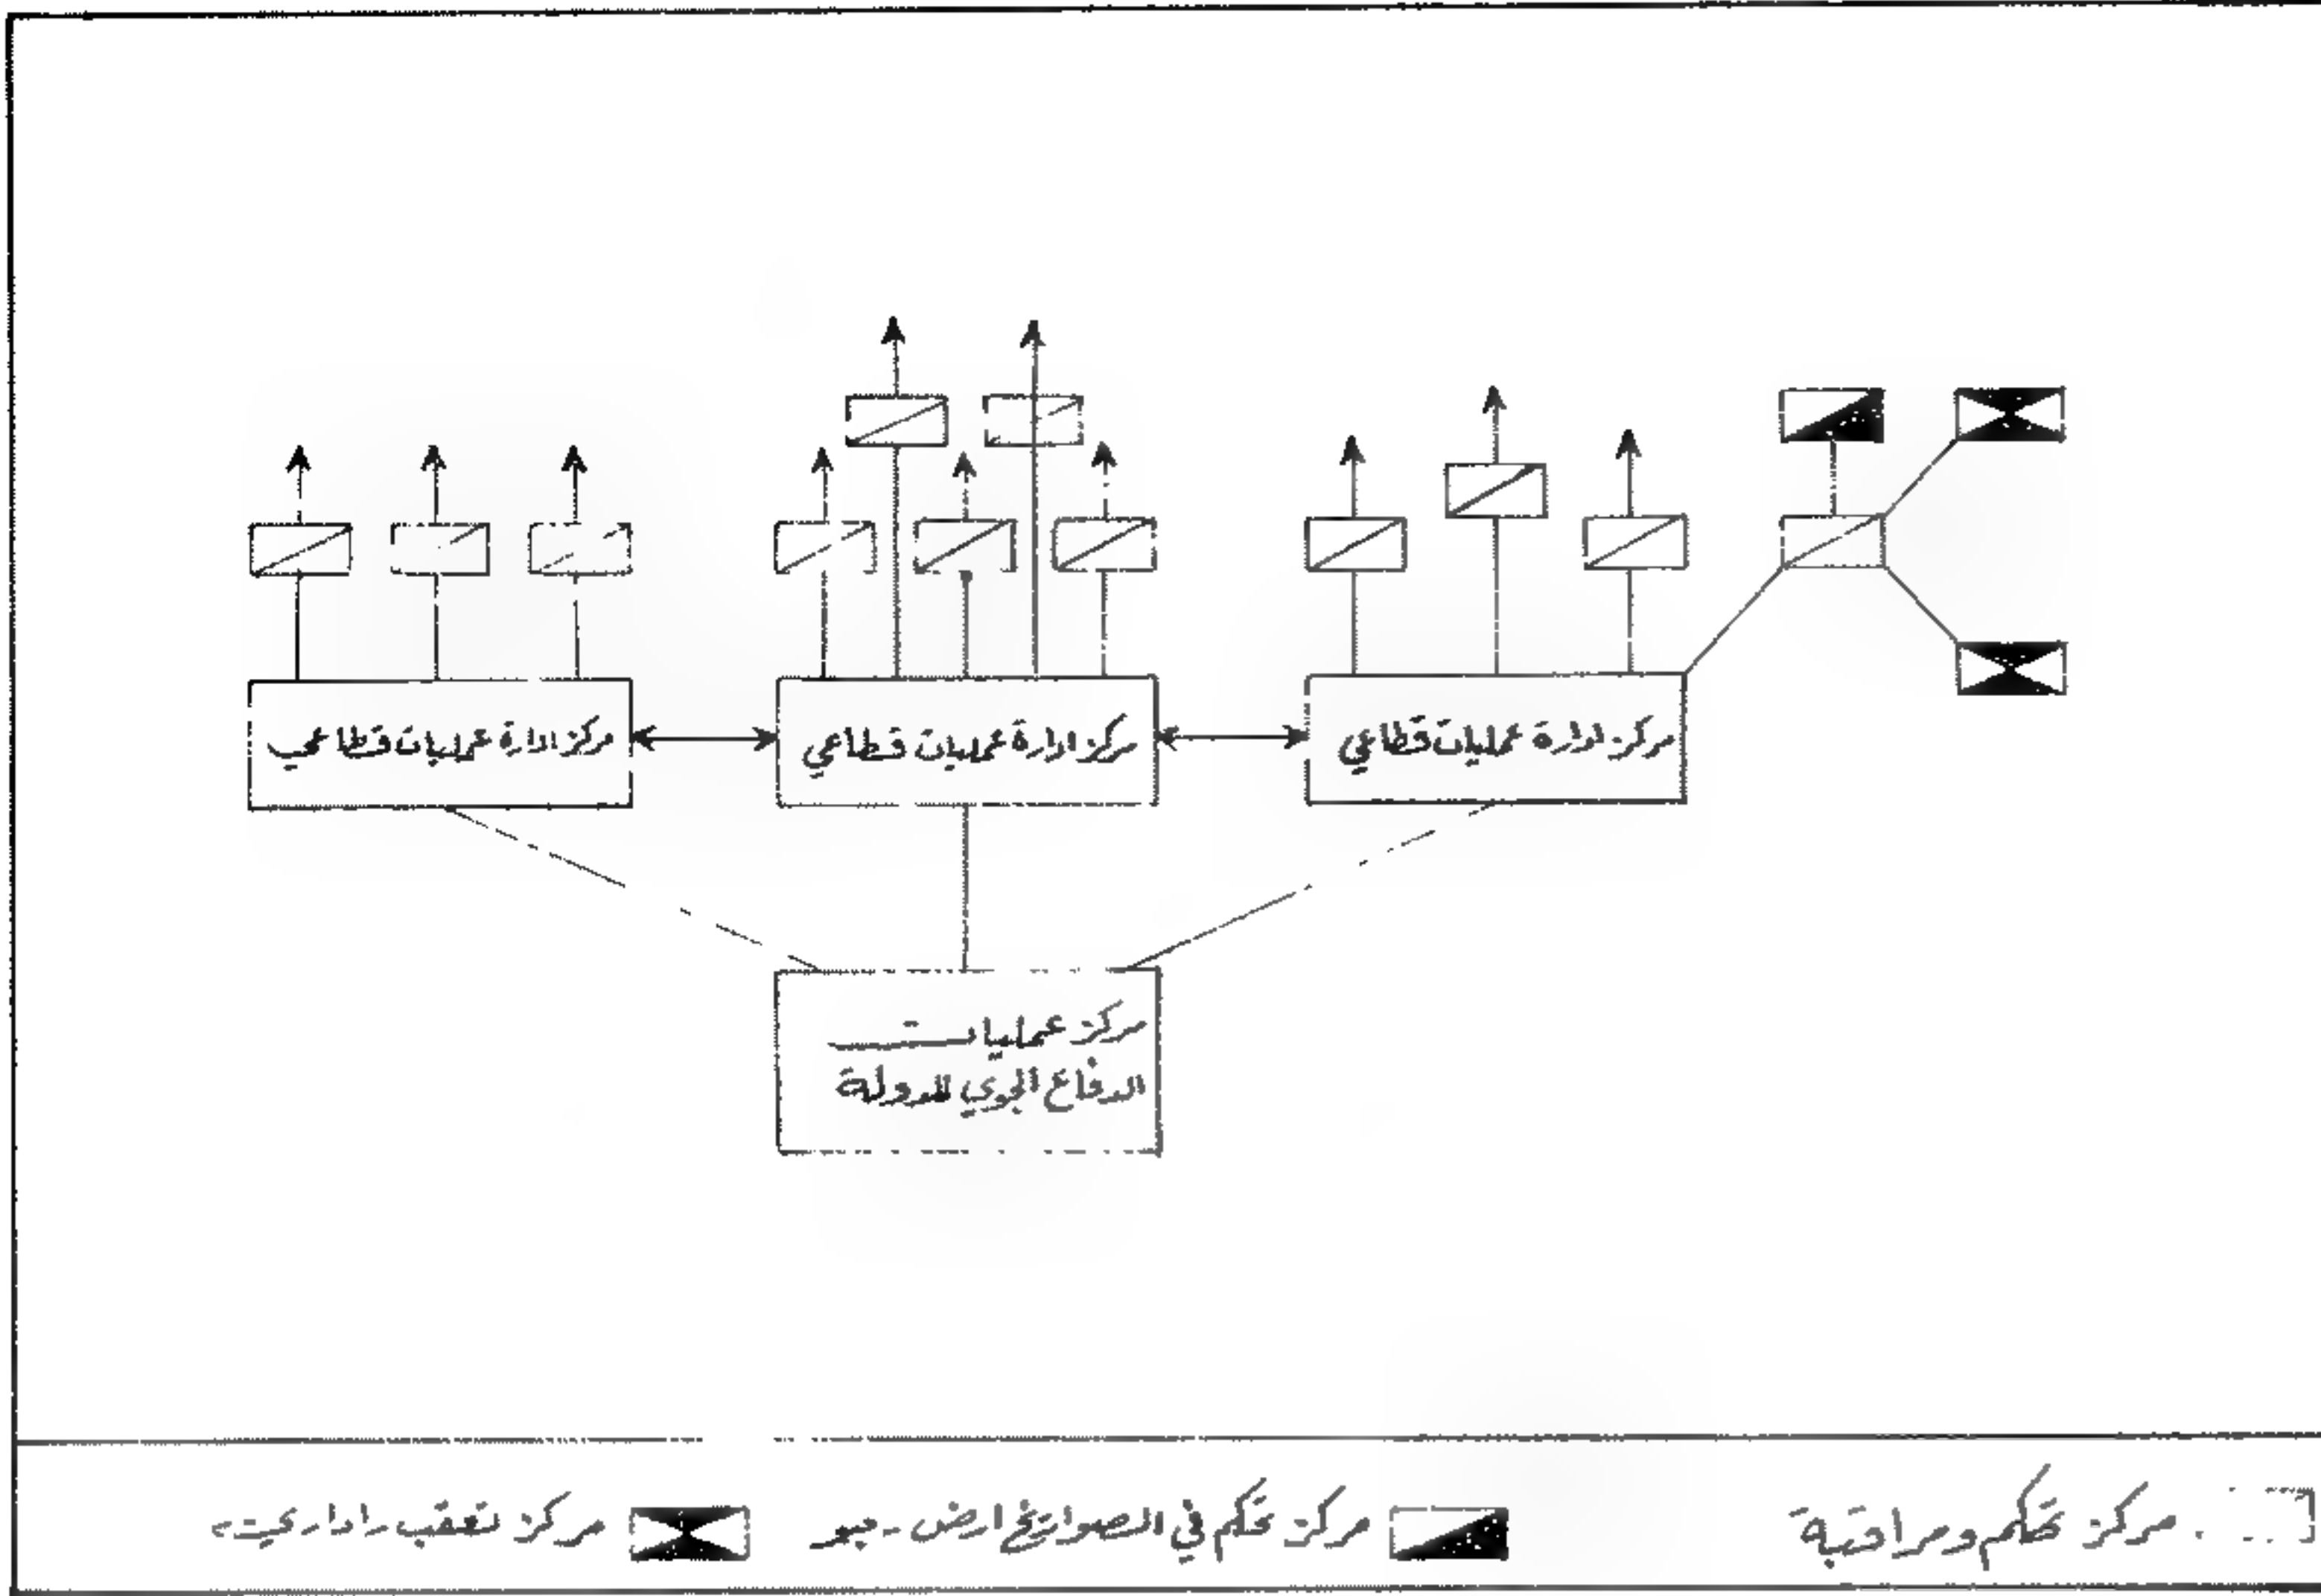 مركز ادارة عمليات قطاعي
مركز ادارة عمليات قطاعي
مركز ادارة عمليات قطاعي
مركز عمليات
الدفاع الجوي للدولة
مركز تحكم ومراقبة
مركز تحكم في الصواريخ ارض - جو
مركز تعقب راداري